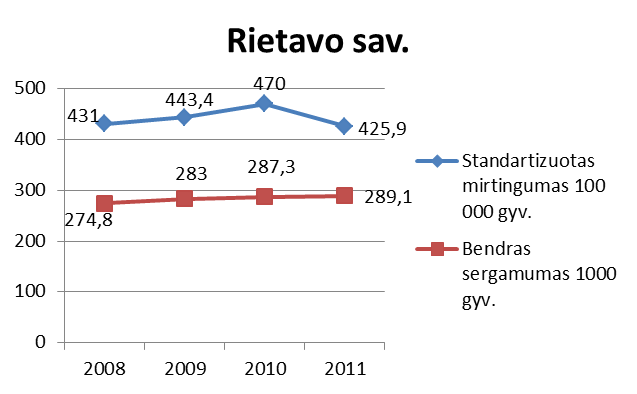 Rietavo sav.
500
400
300
200
100
0
431
443,4
470
425,9
274,8
283
287,3
289,1
2008 2009 2010 2011
Standartizuotas
mirtingumas 100
000 gyv.
Bendras
sergamumas 1000
gyv.